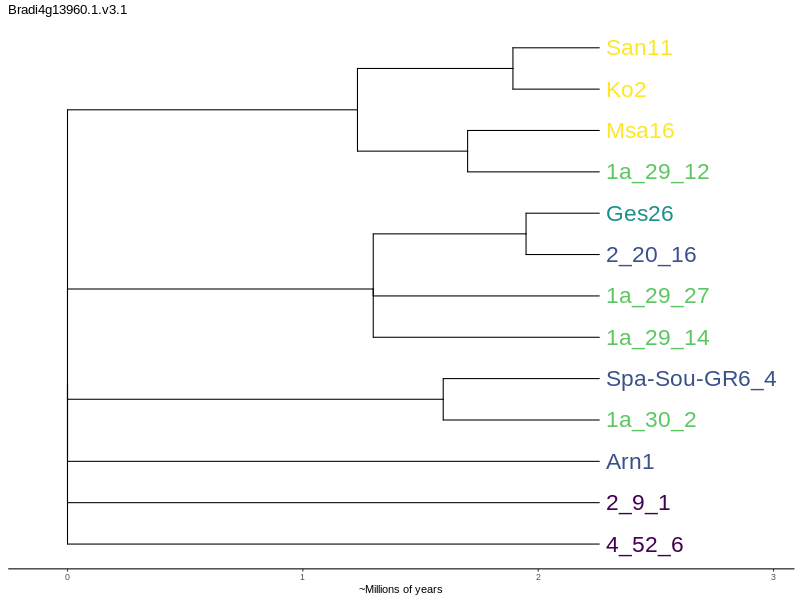 Bradi4g13960.1.v3.1
San11
Ko2
Msa16
1a_29_12
Ges26
2_20_16
1a_29_27
1a_29_14
Spa-Sou-GR6_4
1a_30_2
Arn1
2_9_1
4_52_6
0 1 2 3
~Millions of years